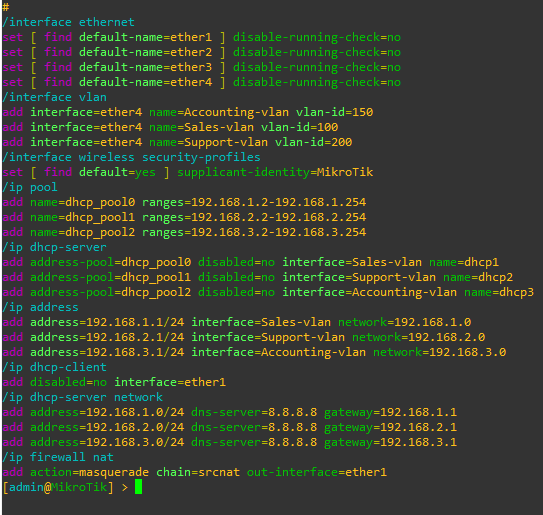 #
/interface ethernet
set [ find default-name=ether1 ] disable-running-check=no
set [ find default-name=ether2 ] disable-running-check=no
set [ find default-name=ether3 ] disable-running-check=no
set [ find default-name=ether4 ] disable-running-check=no
/interface vlan
add interface=ether4 name=Accounting-vlan vlan-id=150
add interface=ether4 name=Sales-vlan vlan-id=100
add interface=ether4 name=Support-vlan vlan-id=200
/interface wireless security-profiles
set [ find default=yes ] supplicant-identity=MikroTik
/ip pool
add name=dhcp_pool0 ranges=192.168.1.2-192.168.1.254
add name=dhcp_pool1 ranges=192.168.2.2-192.168.2.254
add name=dhcp_pool2 ranges=192.168.3.2-192.168.3.254
/ip dhcp-server
add address-pool=dhcp_pool0 disabled=no interface=Sales-vlan name=dhcp1
add address-pool=dhcp_pool1 disabled=no interface=Support-vlan name=dhcp2
add address-pool=dhcp_pool2 disabled=no interface=Accounting-vlan name=dhcp3
/ip address
add address=192.168.1.1/24 interface=Sales-vlan network=192.168.1.0
add address=192.168.2.1/24 interface=Support-vlan network=192.168.2.0
add address=192.168.3.1/24 interface=Accounting-vlan network=192.168.3.0
/ip dhcp-client
add disabled=no interface=ether1
/ip dhcp-server network
add address=192.168.1.0/24 dns-server=8.8.8.8 gateway=192.168.1.1
add address=192.168.2.0/24 dns-server=8.8.8.8 gateway=192.168.2.1
add address=192.168.3.0/24 dns-server=8.8.8.8 gateway=192.168.3.1
/ip firewall nat
add action=masquerade chain=srcnat out-interface=ether1
[admin@MikroTik] >